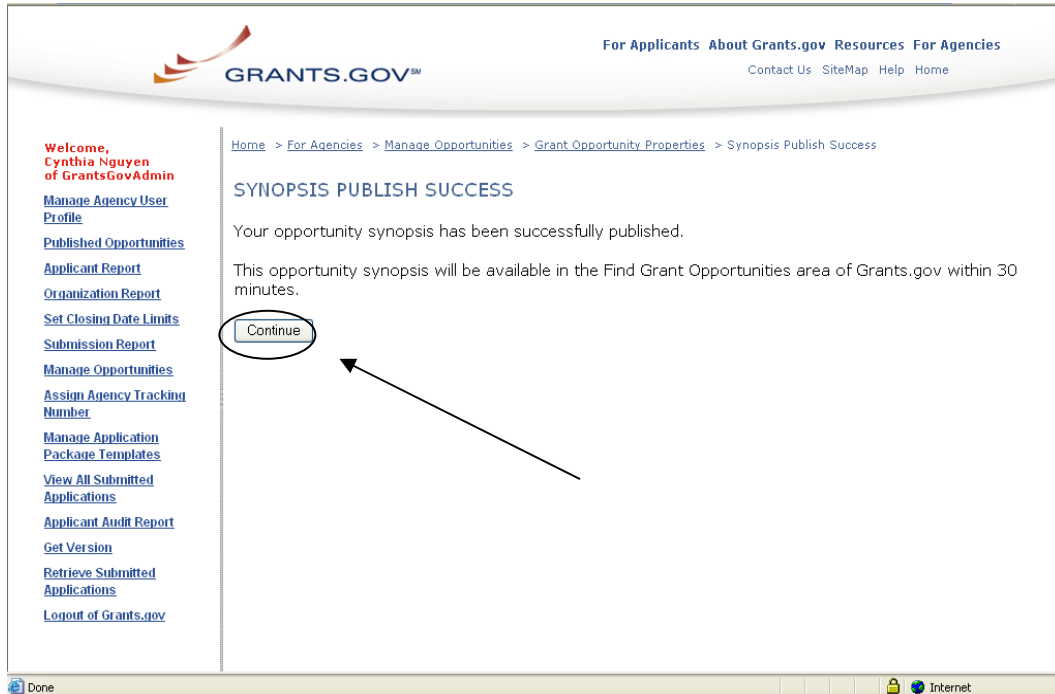 For Applicants About Grants.gov Resources For Agencies
GRANTS.GOV℠
Contact Us SiteMap Help Home
Welcome,
Cynthia Nguyen
of GrantsGovAdmin
Manage Agency User
Profile
Published Opportunities
Applicant Report
Organization Report
Set Closing Date Limits
Submission Report
Manage Opportunities
Assign Agency Tracking
Number
Manage Application
Package Templates
View All Submitted
Applications
Applicant Audit Report
Get Version
Retrieve Submitted
Applications
Logout of Grants.gov
Home > For Agencies > Manage Opportunities > Grant Opportunity Properties > Synopsis Publish Success
SYNOPSIS PUBLISH SUCCESS
Your opportunity synopsis has been successfully published.
This opportunity synopsis will be available in the Find Grant Opportunities area of Grants.gov within 30
minutes.
Continue
Done
Internet